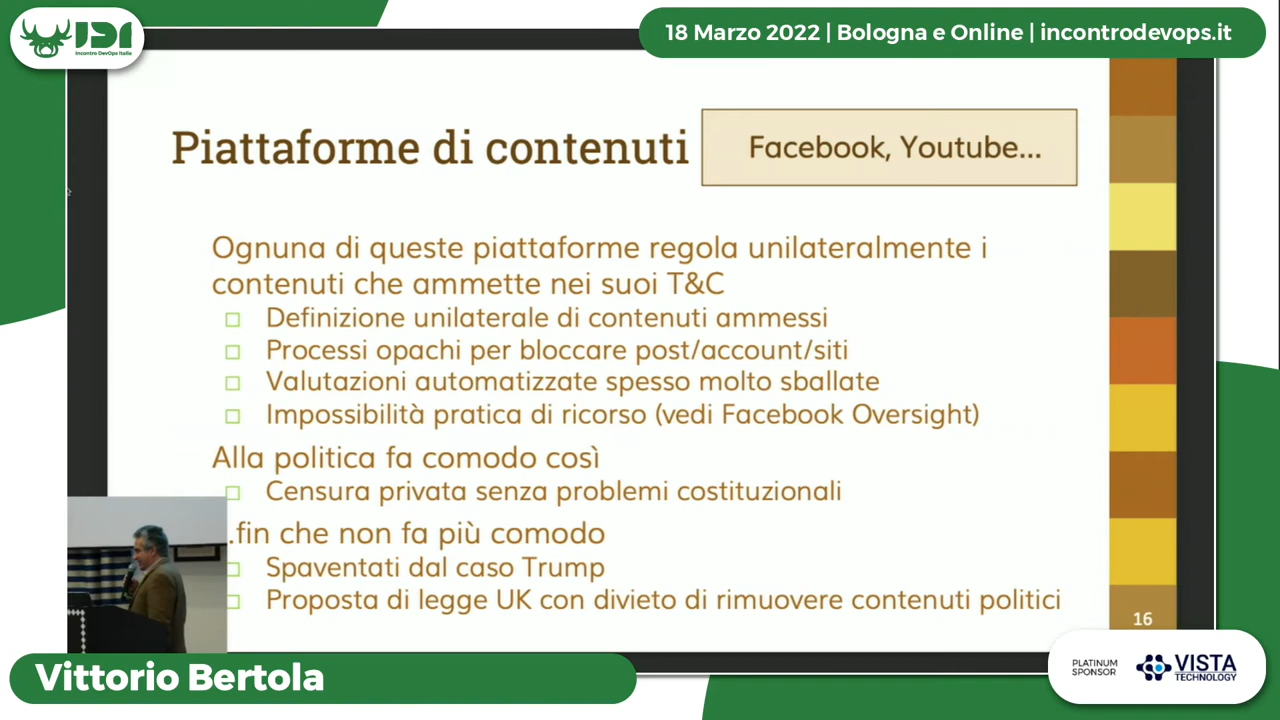 IDI
Incontro DevOps Italia
18 Marzo 2022 | Bologna e Online | incontrodevops.it
Piattaforme di contenuti
Facebook, Youtube...
Ognuna di queste piattaforme regola unilateralmente i
contenuti che ammette nei suoi T&C
Definizione unilaterale di contenuti ammessi
Processi opachi per bloccare post/account/siti
Valutazioni automatizzate spesso molto sballate
Impossibilità pratica di ricorso (vedi Facebook Oversight)
Alla politica fa comodo così
Censura privata senza problemi costituzionali
.fin che non fa più comodo
Spaventati dal caso Trump
Proposta di legge UK con divieto di rimuovere contenuti politici
16
Vittorio Bertola
PLATINUM
SPONSOR
VISTA
TECHNOLOGY